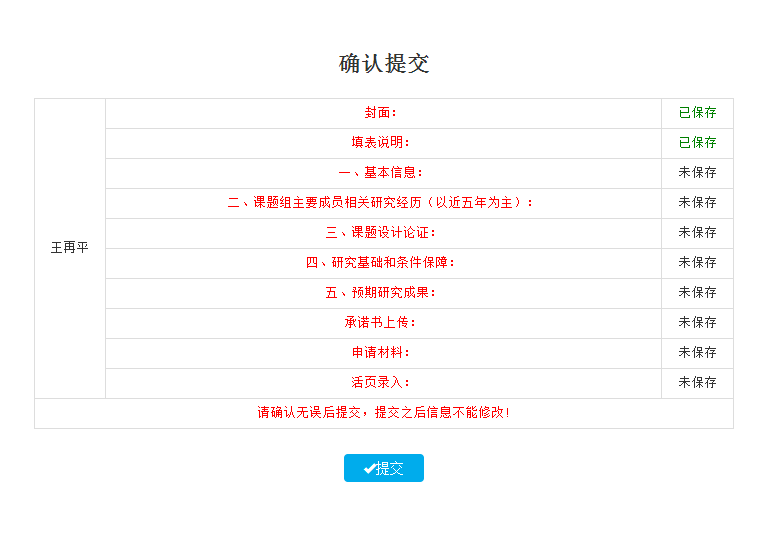 确认提交
封面: 已保存
填表说明: 已保存
一、基本信息: 未保存
二、课题组主要成员相关研究经历（以近五年为主）: 未保存
三、课题设计论证: 未保存
王再平
四、研究基础和条件保障: 未保存
五、预期研究成果: 未保存
承诺书上传: 未保存
申请材料: 未保存
活页录入: 未保存
请确认无误后提交，提交之后信息不能修改!
提交